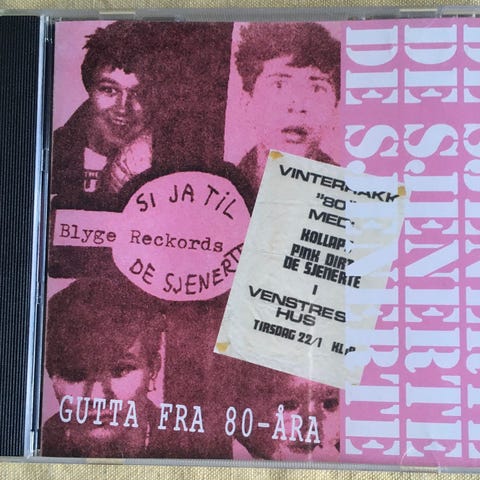 SI JA TIL
Blyge Reckords
DE SJENERTE
VINTERRAKK
"80"
MED:
KOLLAPS
PINK DIRT
DE SJENERTE
I
VENSTRES
HUS
TIRSDAG 22/1 KL.
GUTTA FRA 80-ÅRA
DE SJENERTE
DE SJENERTE
DE SJENERTE